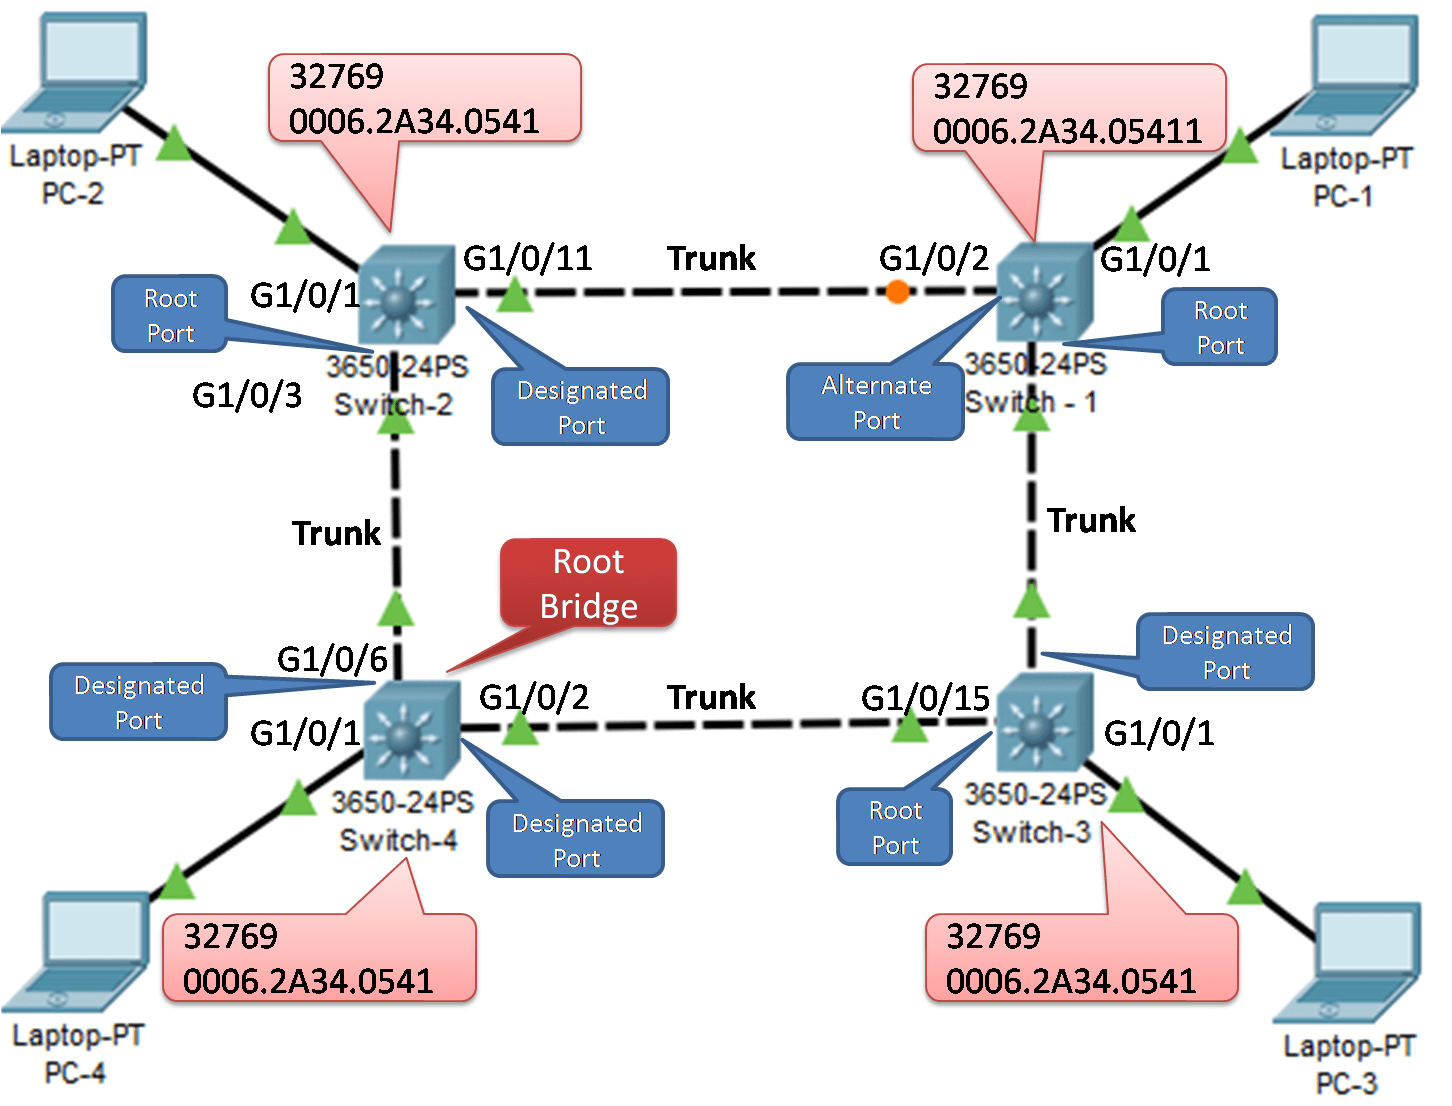 32769
0006.2A34.0541
32769
0006.2A34.05411
Laptop-PT
PC-2
Laptop-PT
PC-1
G1/0/11
Trunk
G1/0/2
G1/0/1
Root
Port
G1/0/1
Root
Port
3650-24PS
Switch-2
G1/0/3
Designated
Port
Alternate
Port
3650-24PS
Switch - 1
Trunk
Trunk
Root
Bridge
Designated
Port
G1/0/6
Designated
Port
G1/0/1
G1/0/2
Trunk
G1/0/15
G1/0/1
3650-24PS
Switch-4
Designated
Port
Root
Port
3650-24PS
Switch-3
32769
0006.2A34.0541
32769
0006.2A34.0541
Laptop-PT
PC-4
Laptop-PT
PC-3